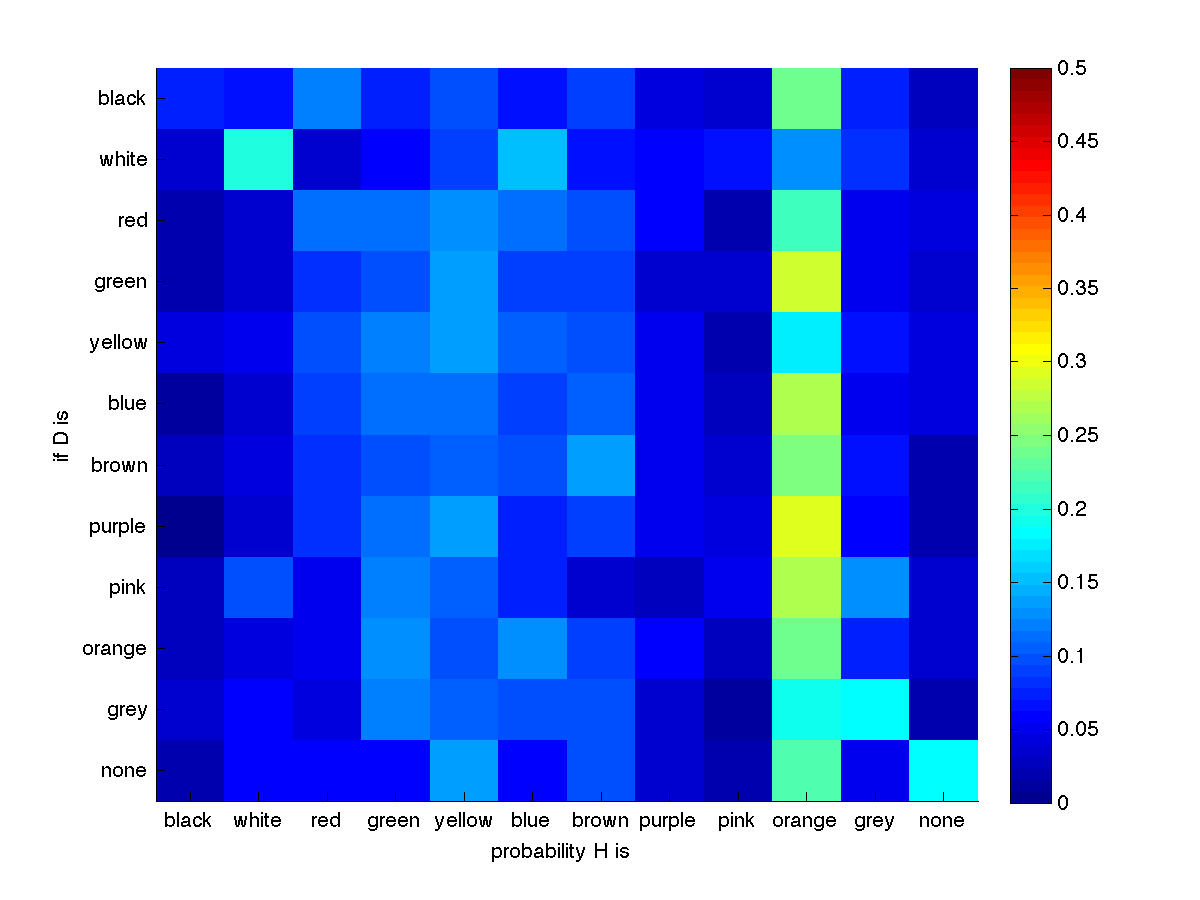 if D is
black
white
red
green
yellow
blue
brown
purple
pink
orange
grey
none
black white red green yellow blue brown purple pink orange grey none
probability H is
0.5
0.45
0.4
0.35
0.3
0.25
0.2
0.15
0.1
0.05
0